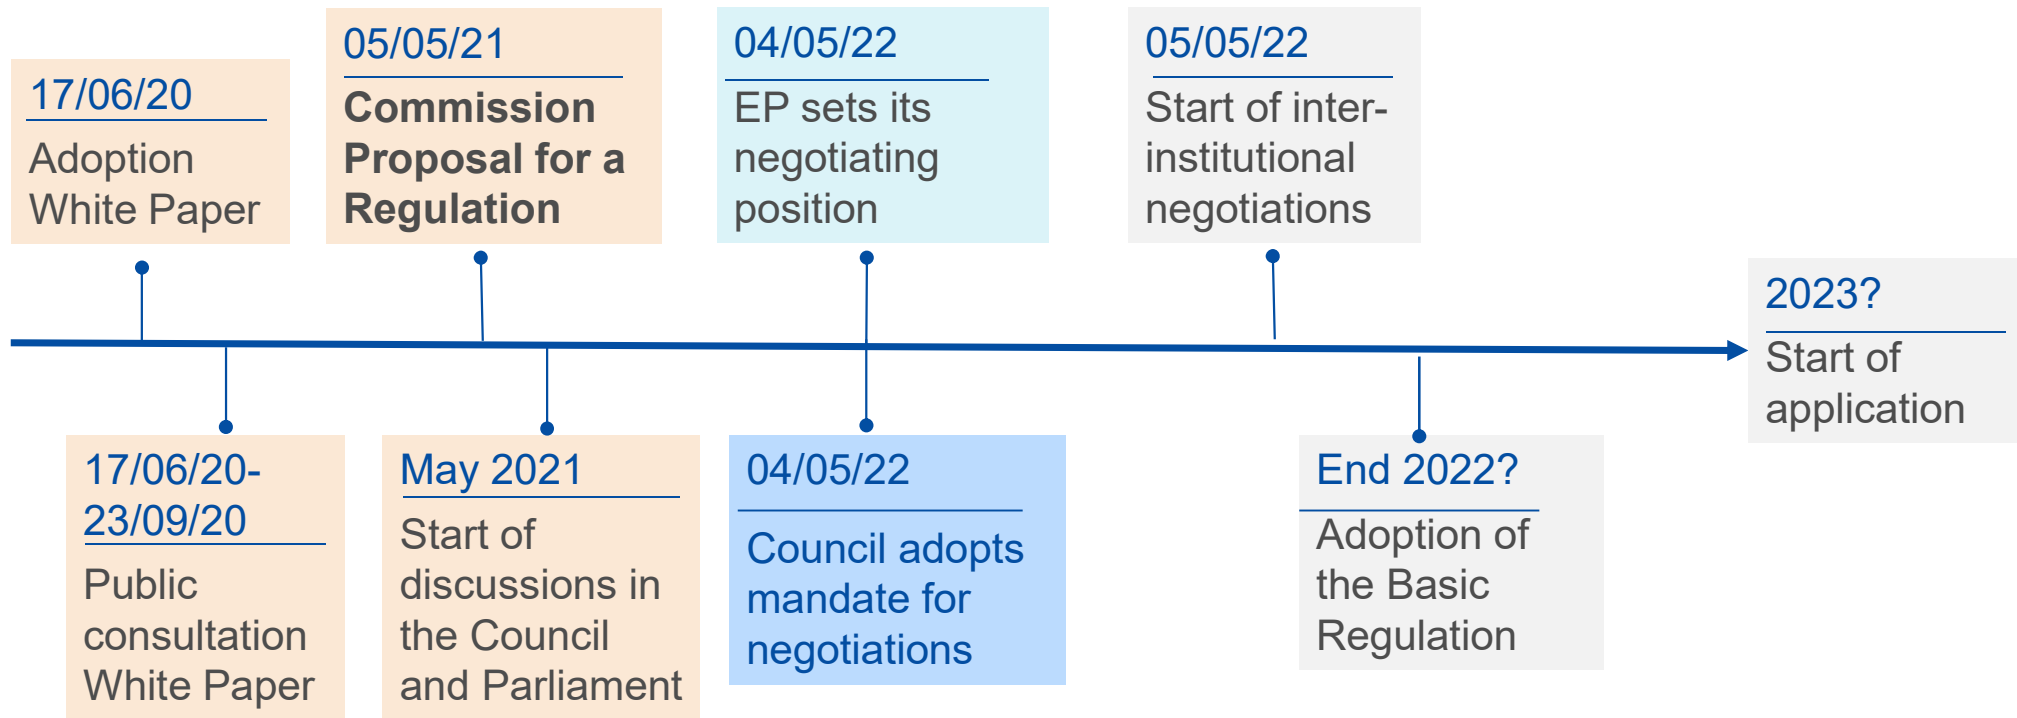 17/06/20
Adoption
White Paper
05/05/21
Commission
Proposal for a
Regulation
04/05/22
EP sets its
negotiating
position
05/05/22
Start of inter-
institutional
negotiations
2023?
Start of
application
17/06/20-
23/09/20
Public
consultation
White Paper
May 2021
Start of
discussions in
the Council
and Parliament
04/05/22
Council adopts
mandate for
negotiations
End 2022?
Adoption of
the Basic
Regulation